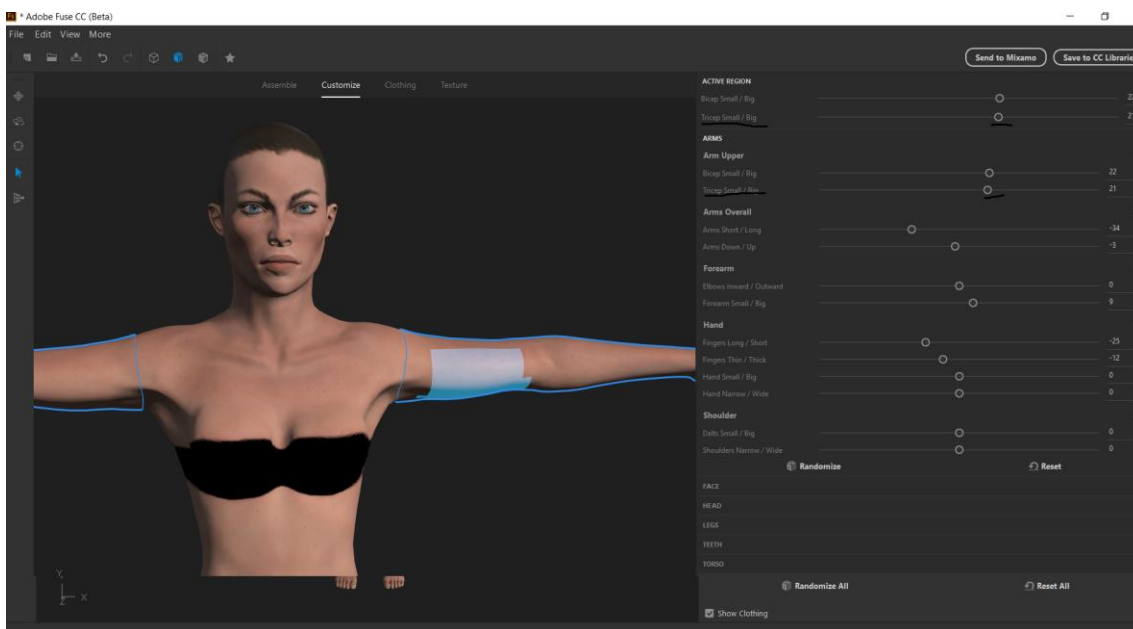 Fu * Adobe Fuse CC (Beta)
File Edit View More
Send to Mixamo Save to CC Librarie
Assemble Customize Clothing Texture
ACTIVE REGION
Bicep Small / Big 22
Tricep Small / Big 21
ARMS
Arm Upper
Bicep Small / Big 22
Tricep Small / Big 21
Arms Overall
Arms Short / Long -34
Arms Down / Up -3
Forearm
Elbows Inward / Outward 0
Forearm Small / Big 9
Hand
Fingers Long / Short -25
Fingers Thin / Thick -12
Hand Small / Big 0
Hand Narrow / Wide 0
Shoulder
Delts Small / Big 0
Shoulders Narrow / Wide 0
Randomize Reset
FACE
HEAD
LEGS
TEETH
TORSO
Randomize All Reset All
Show Clothing
Y
Z X